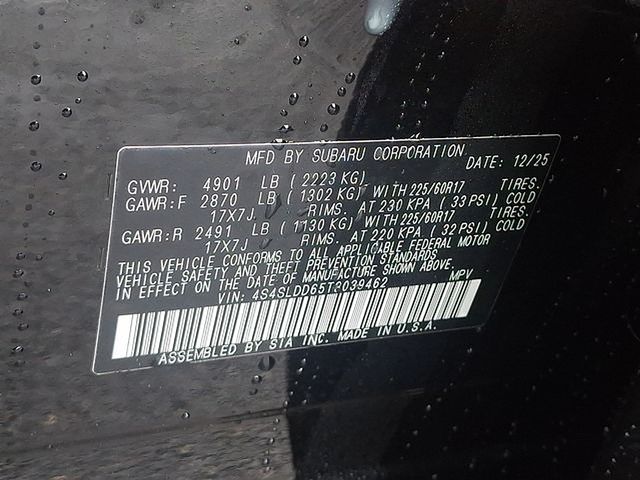 MFD BY SUBARU CORPORATION DATE: 12/25
GVWR: 4901 LB ( 2223 KG)
GAWR:F 2870 LB ( 1302 KG) WITH 225/60R17 TIRES.
17X7J RIMS. AT 230 KPA ( 33 PSI) COLD
GAWR:R 2491 LB ( 1130 KG) WITH 225/60R17 TIRES.
17X7J RIMS. AT 220 KPA ( 32 PSI) COLD
THIS VEHICLE CONFORMS TO ALL APPLICABLE FEDERAL MOTOR
VEHICLE SAFETY AND THEFT PREVENTION STANDARDS
IN EFFECT ON THE DATE OF MANUFACTURE SHOWN ABOVE.
VIN: 4S4SLDD65T3039462 MPV
ASSEMBLED BY SIA INC. MADE IN U.S.A.